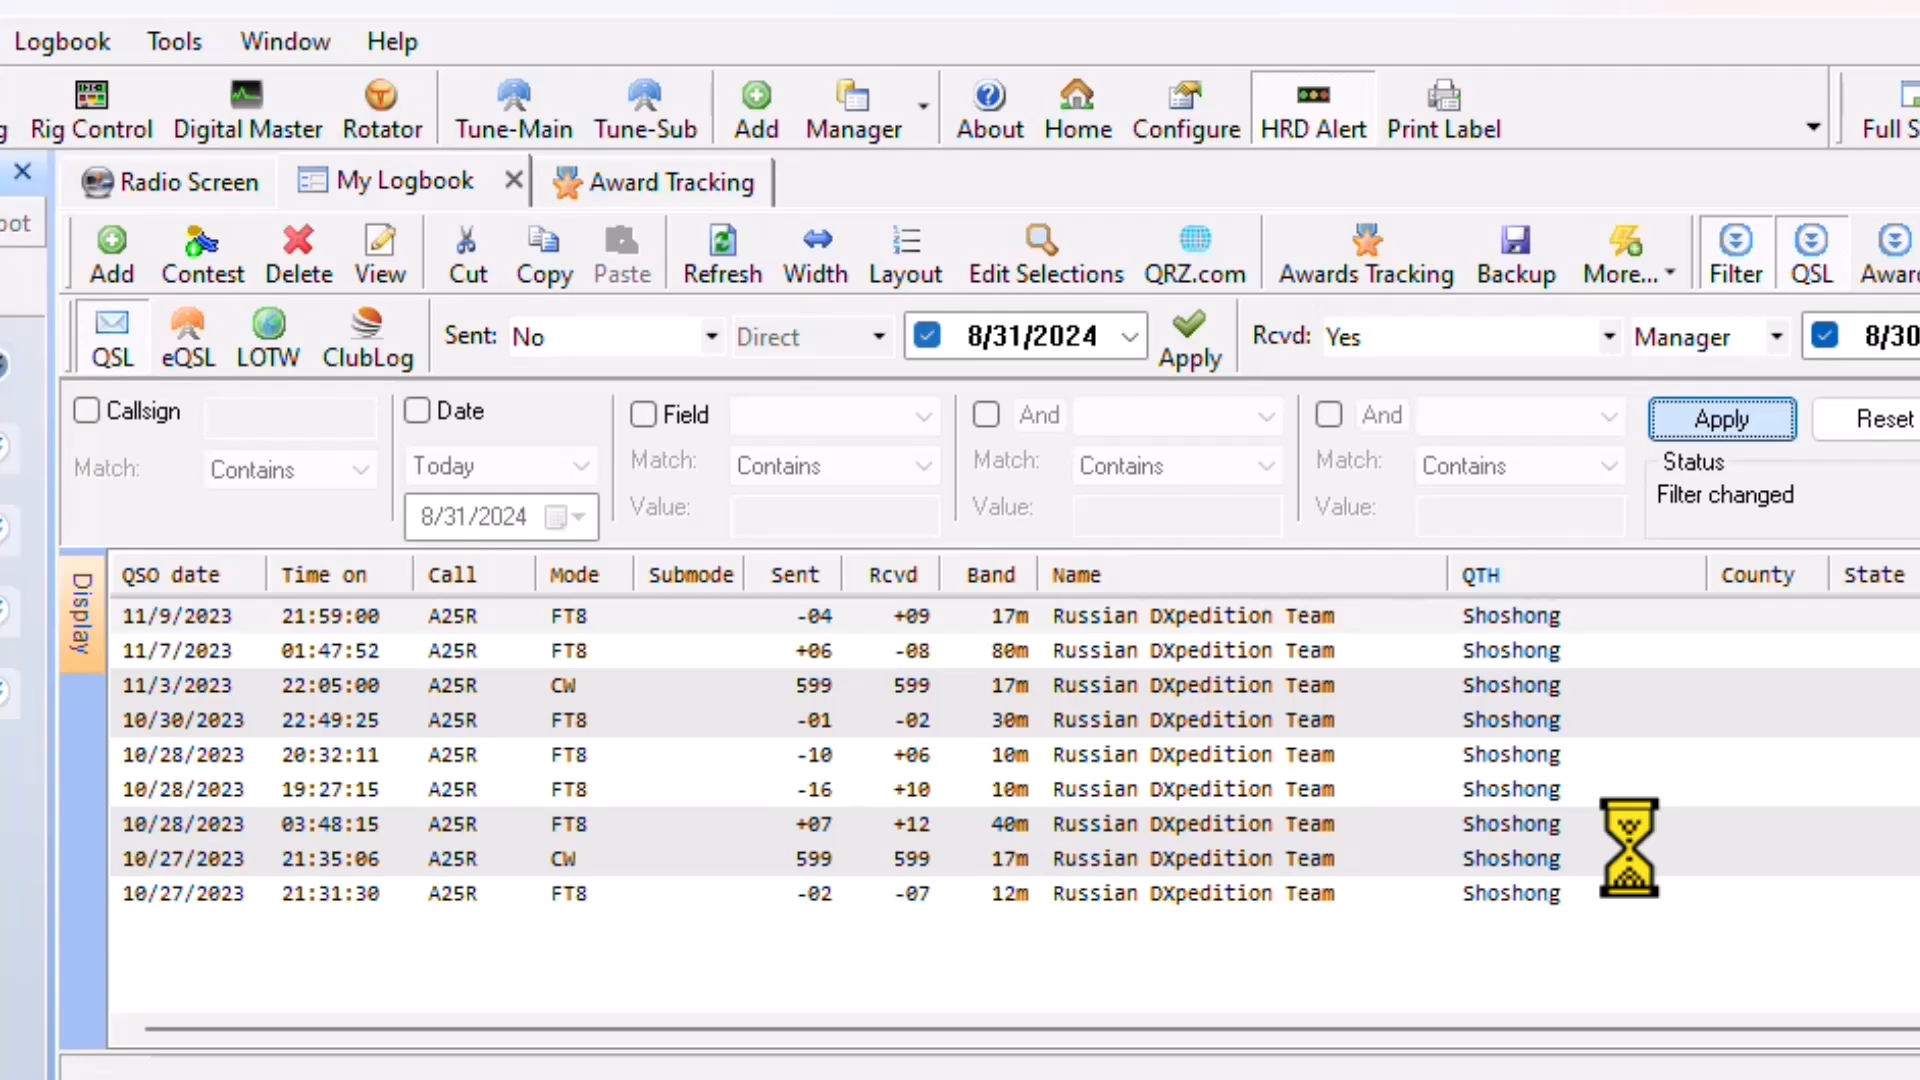 Logbook Tools Window Help
Rig Control Digital Master Rotator Tune-Main Tune-Sub Add Manager About Home Configure HRD Alert Print Label Full S
Radio Screen My Logbook Award Tracking
Add Contest Delete View Cut Copy Paste Refresh Width Layout Edit Selections QRZ.com Awards Tracking Backup More... Filter QSL Award
QSL eQSL LOTW ClubLog Sent: No Direct 8/31/2024 Apply Rcvd: Yes Manager 8/30
Callsign Date Field And And Apply Reset
Match: Contains Today Match: Contains Match: Contains Match: Contains Status
8/31/2024 Value: Value: Value: Filter changed
Display
QSO date Time on Call Mode Submode Sent Rcvd Band Name QTH County State
11/9/2023 21:59:00 A25R FT8 -04 +09 17m Russian DXpedition Team Shoshong
11/7/2023 01:47:52 A25R FT8 +06 -08 80m Russian DXpedition Team Shoshong
11/3/2023 22:05:00 A25R CW 599 599 17m Russian DXpedition Team Shoshong
10/30/2023 22:49:25 A25R FT8 -01 -02 30m Russian DXpedition Team Shoshong
10/28/2023 20:32:11 A25R FT8 -10 +06 10m Russian DXpedition Team Shoshong
10/28/2023 19:27:15 A25R FT8 -16 +10 10m Russian DXpedition Team Shoshong
10/28/2023 03:48:15 A25R FT8 +07 +12 40m Russian DXpedition Team Shoshong
10/27/2023 21:35:06 A25R CW 599 599 17m Russian DXpedition Team Shoshong
10/27/2023 21:31:30 A25R FT8 -02 -07 12m Russian DXpedition Team Shoshong